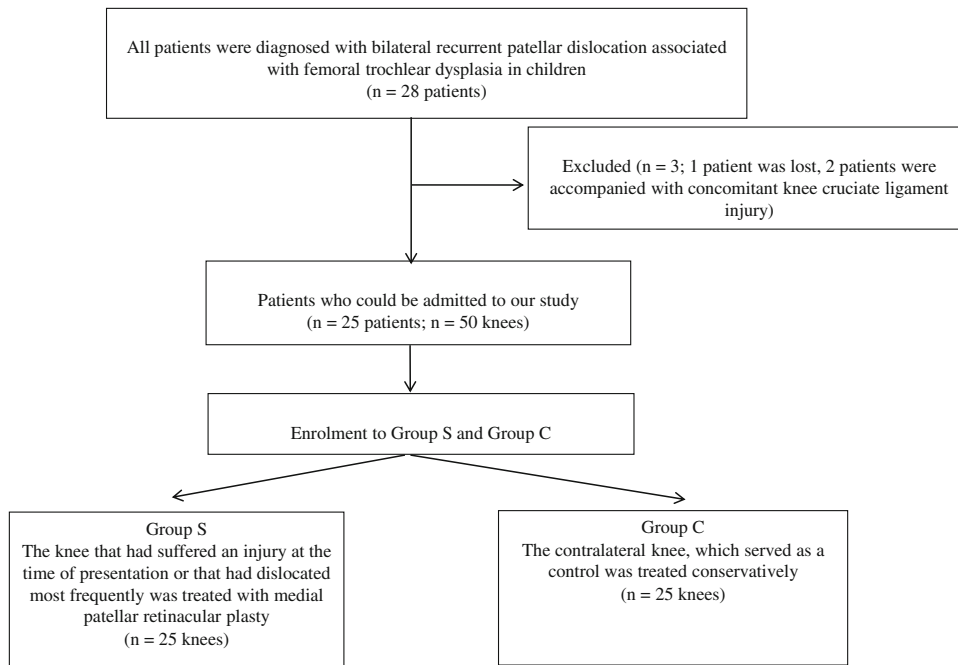 All patients were diagnosed with bilateral recurrent patellar dislocation associated
with femoral trochlear dysplasia in children
(n = 28 patients)
Excluded (n = 3; 1 patient was lost, 2 patients were
accompanied with concomitant knee cruciate ligament
injury)
Patients who could be admitted to our study
(n = 25 patients; n = 50 knees)
Enrolment to Group S and Group C
Group S
The knee that had suffered an injury at the
time of presentation or that had dislocated
most frequently was treated with medial
patellar retinacular plasty
(n = 25 knees)
Group C
The contralateral knee, which served as a
control was treated conservatively
(n = 25 knees)